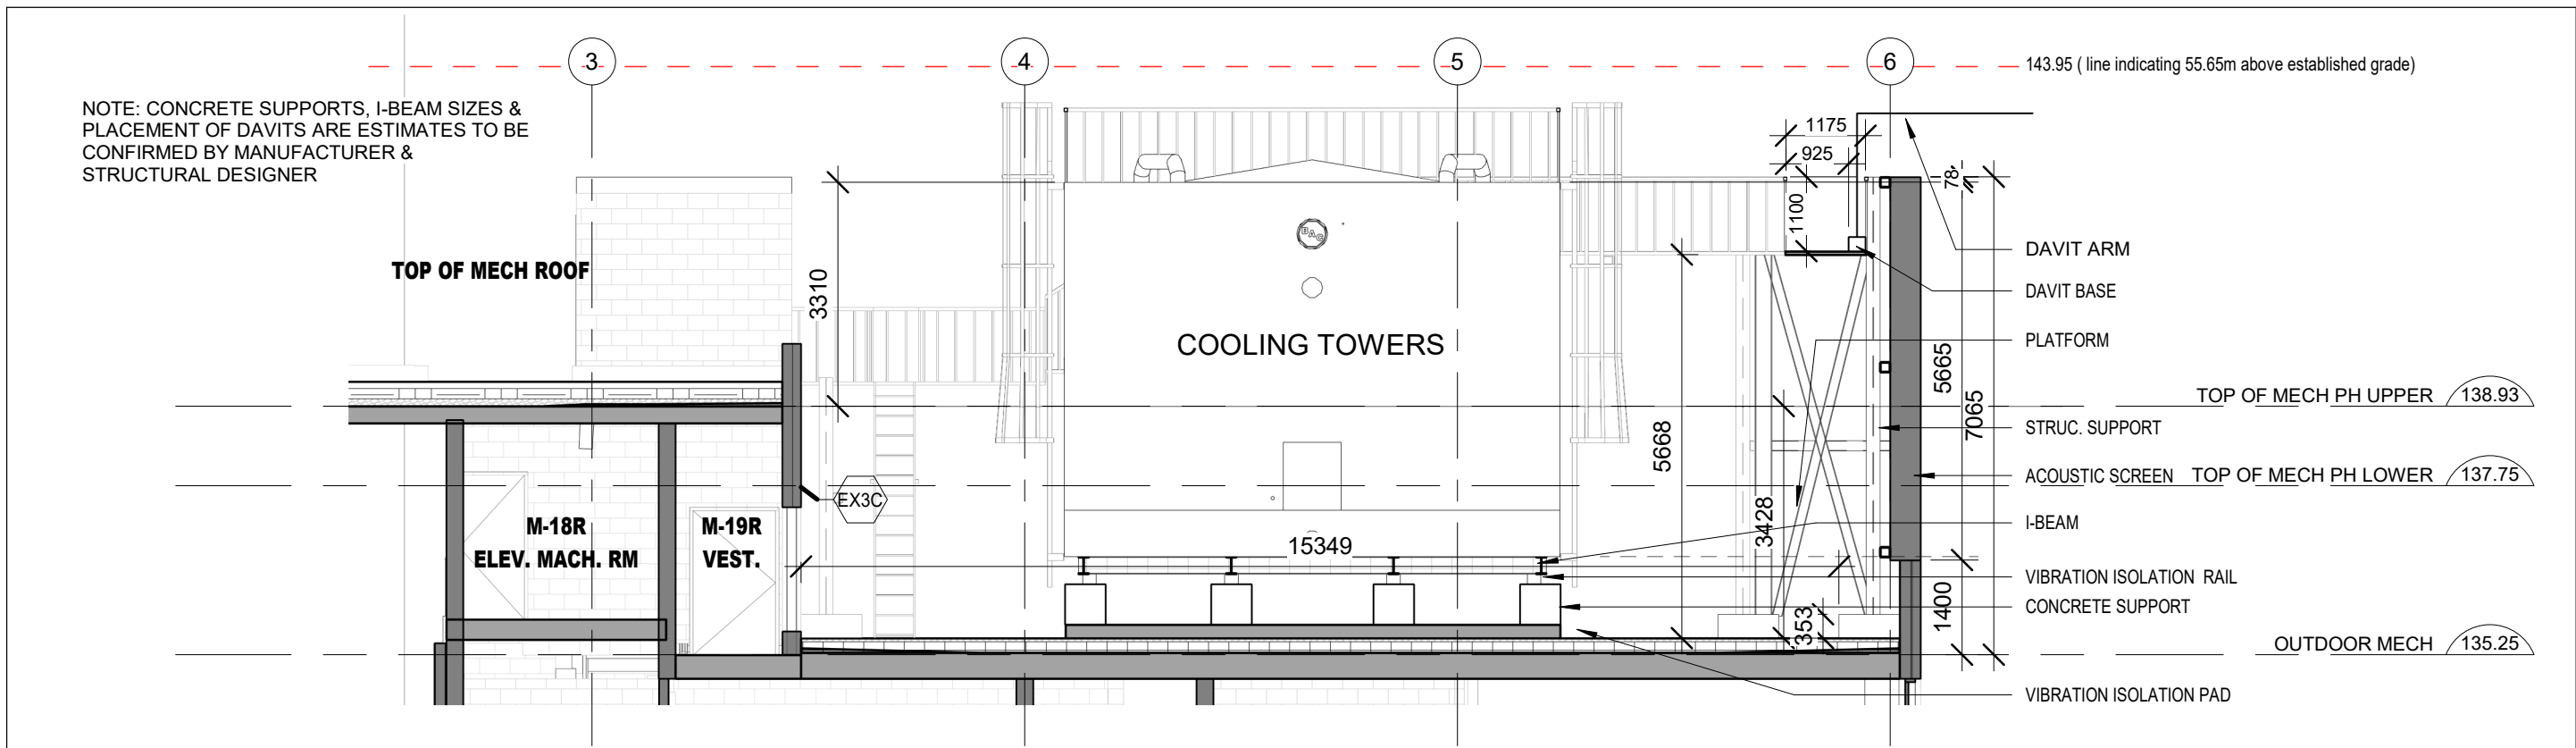 3
4
5
6
143.95 ( line indicating 55.65m above established grade)
NOTE: CONCRETE SUPPORTS, I-BEAM SIZES &
PLACEMENT OF DAVITS ARE ESTIMATES TO BE
CONFIRMED BY MANUFACTURER &
STRUCTURAL DESIGNER
1175
925
78
1100
BAC
DAVIT ARM
TOP OF MECH ROOF
3310
DAVIT BASE
COOLING TOWERS
PLATFORM
5665
7065
TOP OF MECH PH UPPER 138.93
STRUC. SUPPORT
5668
ACOUSTIC SCREEN
TOP OF MECH PH LOWER 137.75
EX3C
M-18R
ELEV. MACH. RM
M-19R
VEST.
3428
I-BEAM
15349
VIBRATION ISOLATION RAIL
CONCRETE SUPPORT
353
1400
OUTDOOR MECH 135.25
VIBRATION ISOLATION PAD